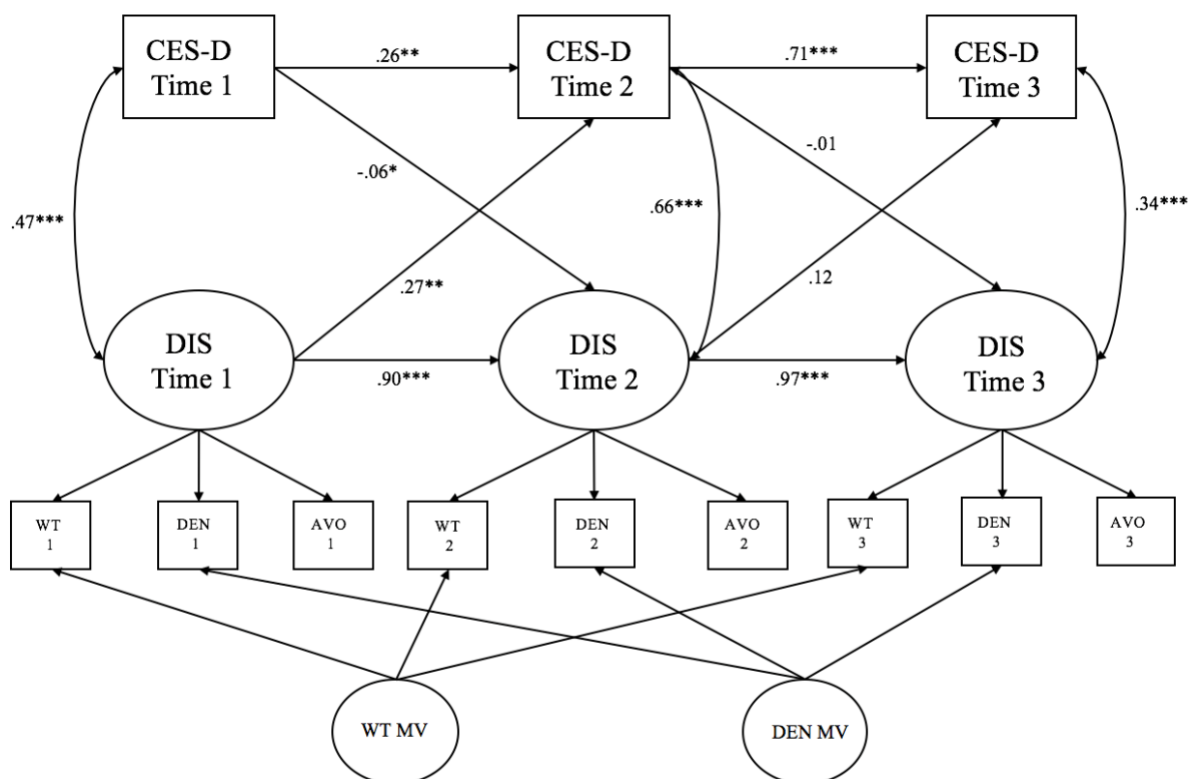 CES-D
Time 1
.26**
CES-D
Time 2
.71***
CES-D
Time 3
-.06*
-.01
.47***
.66***
.34***
.27**
.12
DIS
Time 1
.90***
DIS
Time 2
.97***
DIS
Time 3
WT
1
DEN
1
AVO
1
WT
2
DEN
2
AVO
2
WT
3
DEN
3
AVO
3
WT MV
DEN MV